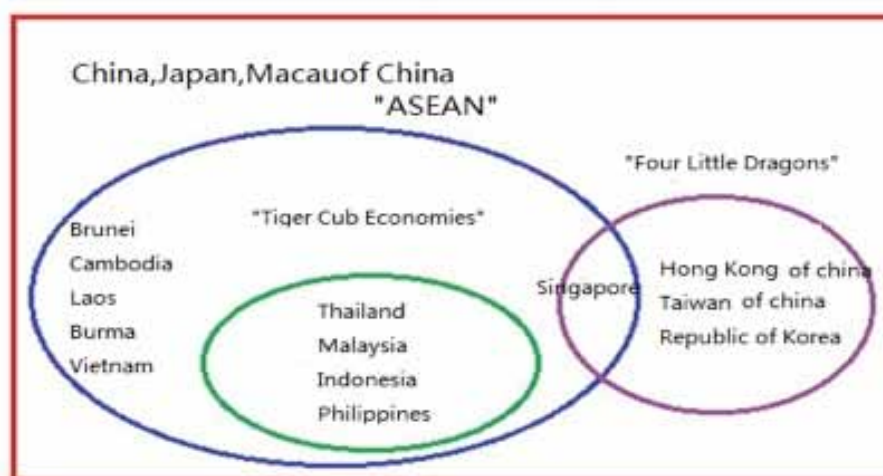 China,Japan,Macauof China
"ASEAN"
"Four Little Dragons"
"Tiger Cub Economies"
Brunei
Cambodia
Laos
Burma
Vietnam
Thailand
Malaysia
Indonesia
Philippines
Singapore
Hong Kong of china
Taiwan of china
Republic of Korea